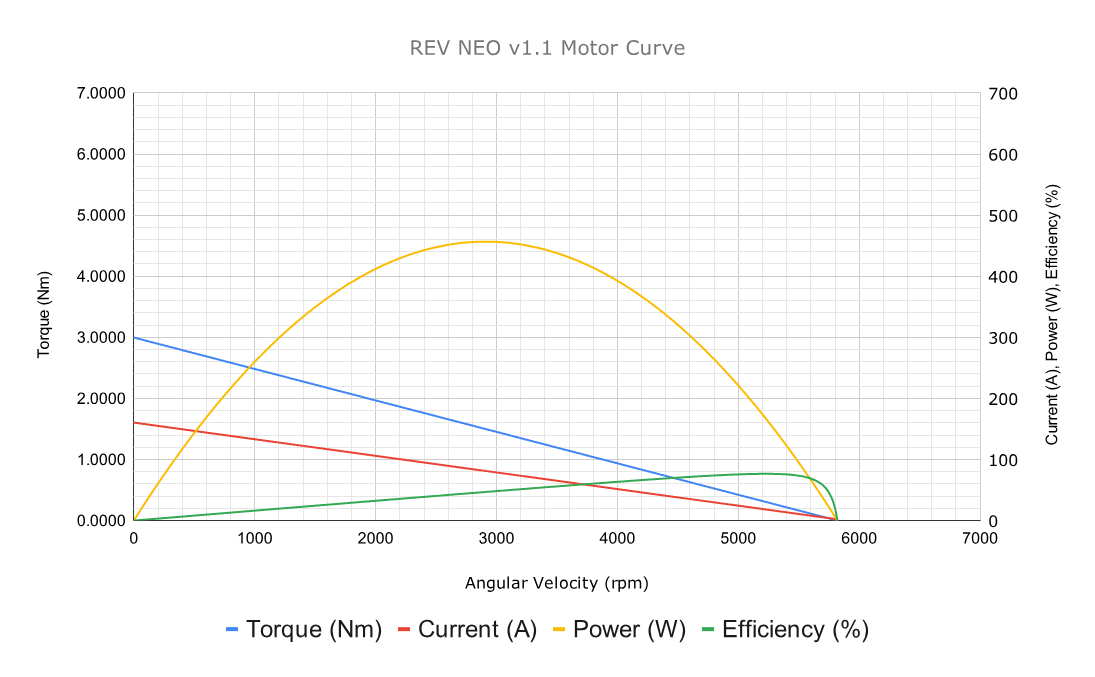 REV NEO v1.1 Motor Curve
7.0000
6.0000
5.0000
4.0000
3.0000
2.0000
1.0000
0.0000
Torque (Nm)
700
600
500
400
300
200
100
0
Current (A), Power (W), Efficiency (%)
0 1000 2000 3000 4000 5000 6000 7000
Angular Velocity (rpm)
Torque (Nm) Current (A) Power (W) Efficiency (%)